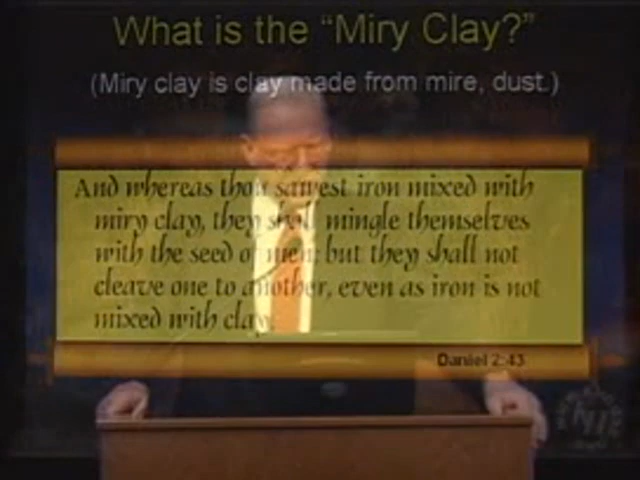 What is the “Miry Clay?”
(Miry clay is clay made from mire, dust.)
And whereas thou sawest iron mixed with
miry clay, they shall mingle themselves
with the seed of men: but they shall not
cleave one to another, even as iron is not
mixed with clay.
Daniel 2:43